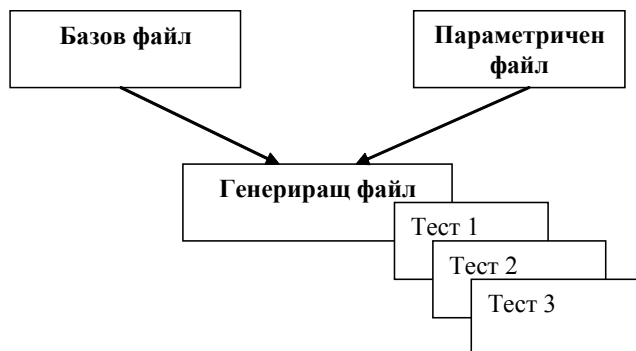 Базов файл
Параметричен
файл
Генериращ файл
Тест 1
Тест 2
Тест 3